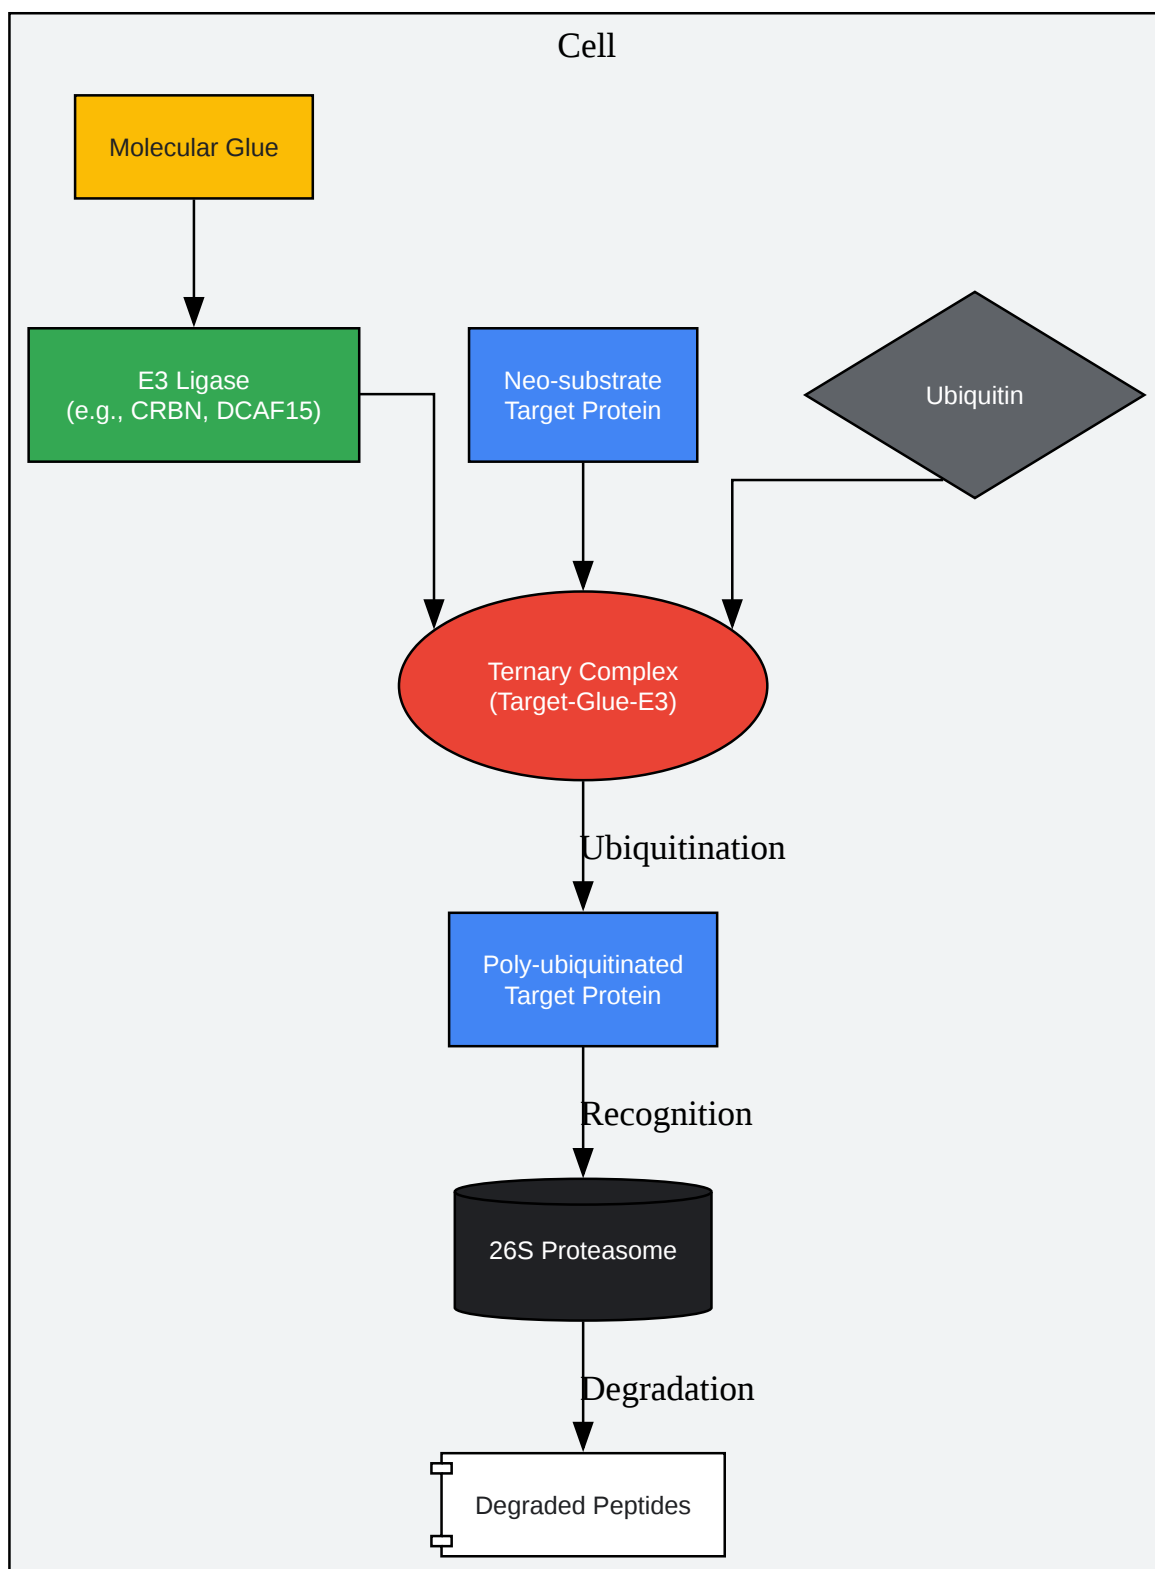 Cell
Molecular Glue
E3 Ligase
(e.g., CRBN, DCAF15)
Neo-substrate
Target Protein
Ubiquitin
Ternary Complex
(Target-Glue-E3)
Ubiquitination
Poly-ubiquitinated
Target Protein
Recognition
26S Proteasome
Degradation
Degraded Peptides